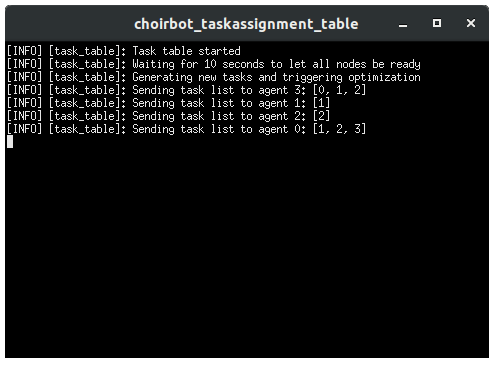 choirbot_taskassignment_table
[INFO] [task_table]: Task table started
[INFO] [task_table]: Waiting for 10 seconds to let all nodes be ready
[INFO] [task_table]: Generating new tasks and triggering optimization
[INFO] [task_table]: Sending task list to agent 3: [0, 1, 2]
[INFO] [task_table]: Sending task list to agent 1: [1]
[INFO] [task_table]: Sending task list to agent 2: [2]
[INFO] [task_table]: Sending task list to agent 0: [1, 2, 3]